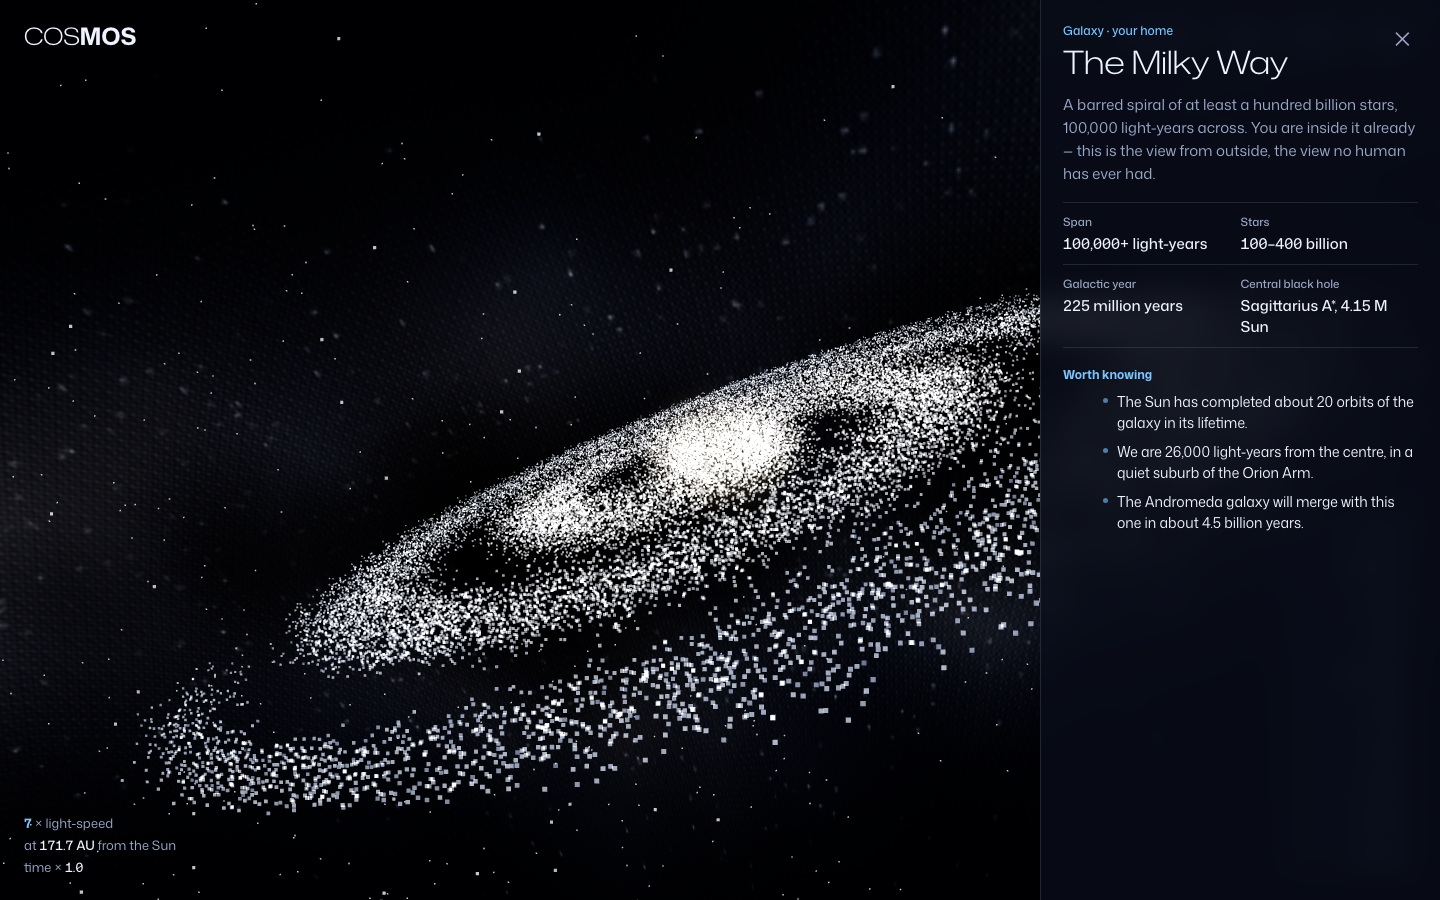 COSMOS
Galaxy · your home
The Milky Way
A barred spiral of at least a hundred billion stars,
100,000 light-years across. You are inside it already
– this is the view from outside, the view no human
has ever had.
Span
100,000+ light-years
Stars
100–400 billion
Galactic year
225 million years
Central black hole
Sagittarius A*, 4.15 M
Sun
Worth knowing
The Sun has completed about 20 orbits of the
galaxy in its lifetime.
We are 26,000 light-years from the centre, in a
quiet suburb of the Orion Arm.
The Andromeda galaxy will merge with this
one in about 4.5 billion years.
7 × light-speed
at 171.7 AU from the Sun
time × 1.0